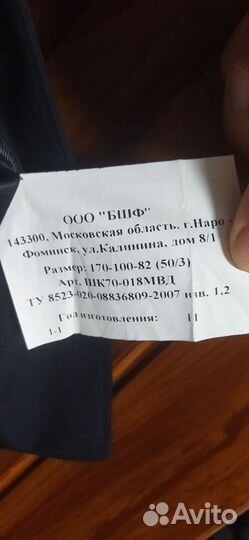 ООО "БШФ"
143300, Московская область, г.Наро -
Фоминск, ул.Калинина, дом 8/1
Размер: 170-100-82 (50/3)
Арт. ШК70-018МВД
ТУ 8523-020-08836809-2007 изв. 1,2
Год изготовления: 11
1-1
Avito